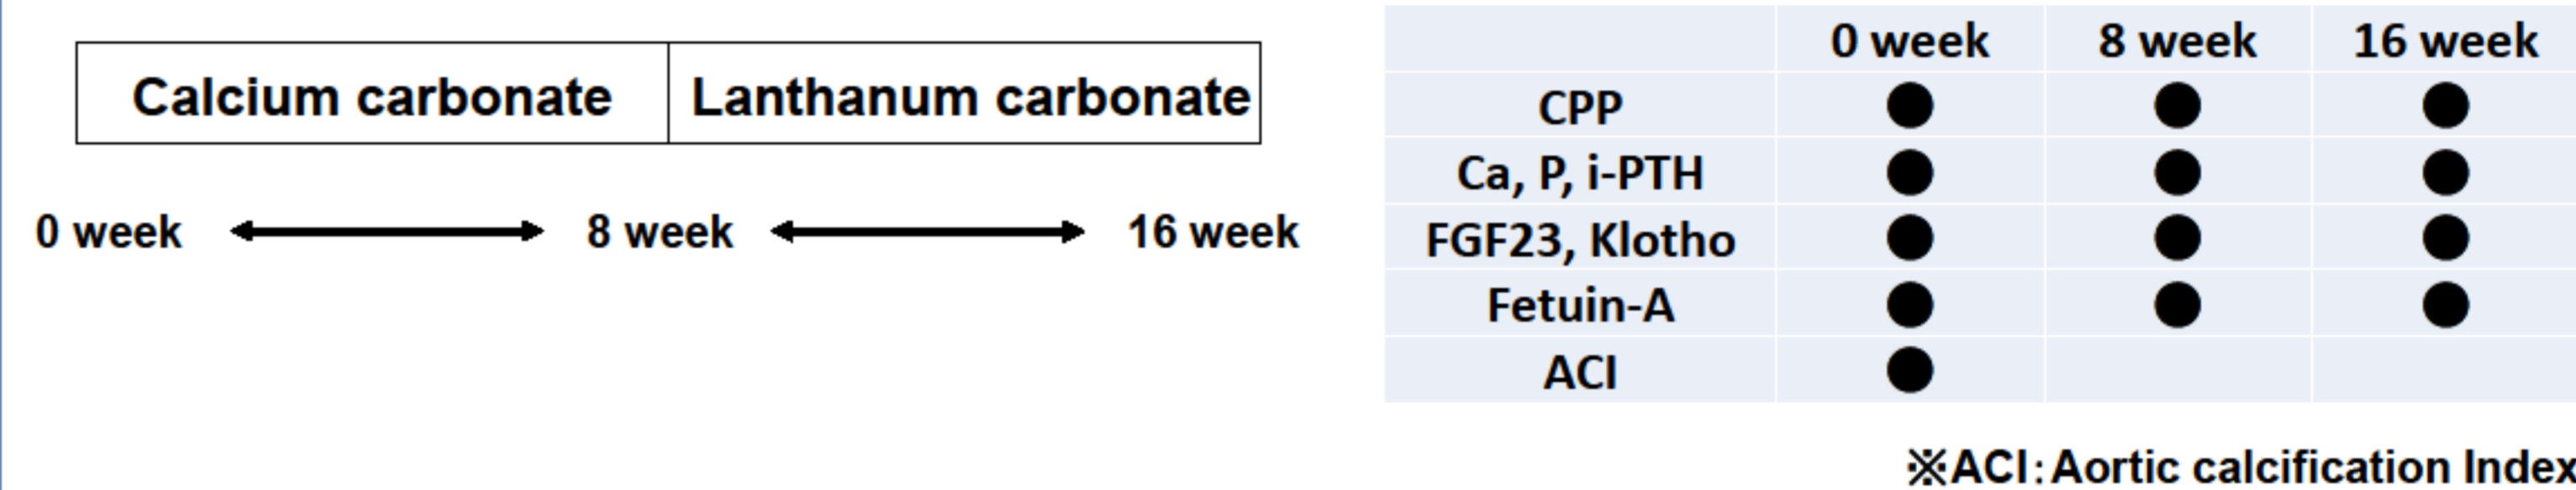 Calcium carbonate Lanthanum carbonate
0 week 8 week 16 week
0 week 8 week 16 week
CPP ● ● ●
Ca, P, i-PTH ● ● ●
FGF23, Klotho ● ● ●
Fetuin-A ● ● ●
ACI ●
※ACI:Aortic calcification Index